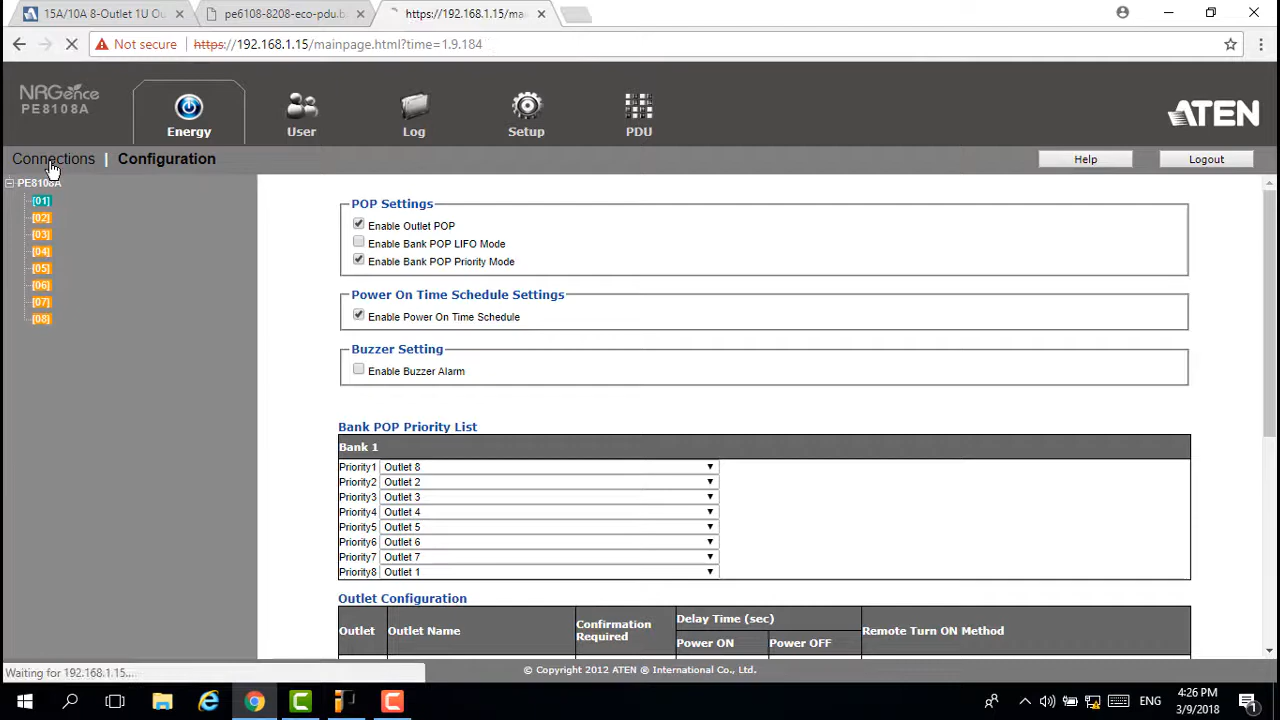 15A/10A 8-Outlet 1U Ou
pe6108-8208-eco-pdu.b
https://192.168.1.15/ma
Not secure
https://192.168.1.15/mainpage.html?time=1.9.184
NRGence
PE8108A
Energy
User
Log
Setup
PDU
ATEN
Connections | Configuration
Help
Logout
PE8108A
[01]
[02]
[03]
[04]
[05]
[06]
[07]
[08]
POP Settings
Enable Outlet POP
Enable Bank POP LIFO Mode
Enable Bank POP Priority Mode
Power On Time Schedule Settings
Enable Power On Time Schedule
Buzzer Setting
Enable Buzzer Alarm
Bank POP Priority List
Bank 1
Priority1 Outlet 8
Priority2 Outlet 2
Priority3 Outlet 3
Priority4 Outlet 4
Priority5 Outlet 5
Priority6 Outlet 6
Priority7 Outlet 7
Priority8 Outlet 1
Outlet Configuration
Outlet
Outlet Name
Confirmation
Required
Delay Time (sec)
Power ON
Power OFF
Remote Turn ON Method
Waiting for 192.168.1.15...
© Copyright 2012 ATEN ® International Co., Ltd.
ENG
4:26 PM
3/9/2018
1